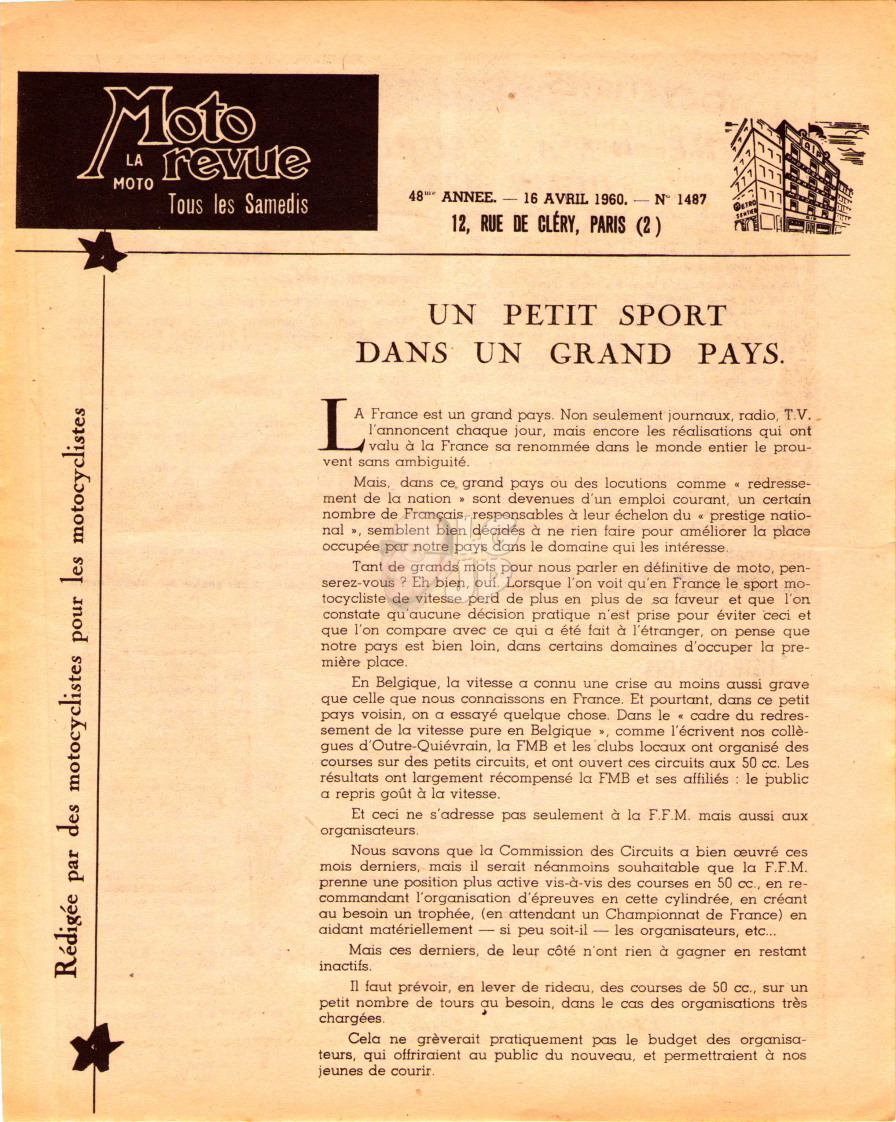 Moto
revue
LA
MOTO
Tous les Samedis
48ème ANNEE. — 16 AVRIL 1960. — N° 1487
12, RUE DE CLÉRY, PARIS (2)
METRO
SENTIER
Rédigée par des motocyclistes pour les motocyclistes
UN PETIT SPORT
DANS UN GRAND PAYS.
LA France est un grand pays. Non seulement journaux, radio, T.V.
l'annoncent chaque jour, mais encore les réalisations qui ont
valu à la France sa renommée dans le monde entier le prou-
vent sans ambiguité.
Mais, dans ce grand pays ou des locutions comme « redresse-
ment de la nation » sont devenues d'un emploi courant, un certain
nombre de Français responsables à leur échelon du « prestige natio-
nal », semblent bien décidés à ne rien faire pour améliorer la place
occupée par notre pays dans le domaine qui les intéresse.
Tant de grands mots pour nous parler en définitive de moto, pen-
serez-vous ? Eh bien, oui. Lorsque l'on voit qu'en France le sport mo-
tocycliste de vitesse perd de plus en plus de sa faveur et que l'on
constate qu'aucune décision pratique n'est prise pour éviter ceci et
que l'on compare avec ce qui a été fait à l'étranger, on pense que
notre pays est bien loin, dans certains domaines d'occuper la pre-
mière place.
En Belgique, la vitesse a connu une crise au moins aussi grave
que celle que nous connaissons en France. Et pourtant, dans ce petit
pays voisin, on a essayé quelque chose. Dans le « cadre du redres-
sement de la vitesse pure en Belgique », comme l'écrivent nos collè-
gues d'Outre-Quiévrain, la FMB et les clubs locaux ont organisé des
courses sur des petits circuits, et ont ouvert ces circuits aux 50 cc. Les
résultats ont largement récompensé la FMB et ses affiliés : le public
a repris goût à la vitesse.
Et ceci ne s'adresse pas seulement à la F.F.M. mais aussi aux
organisateurs.
Nous savons que la Commission des Circuits a bien œuvré ces
mois derniers, mais il serait néanmoins souhaitable que la F.F.M.
prenne une position plus active vis-à-vis des courses en 50 cc., en re-
commandant l'organisation d'épreuves en cette cylindrée, en créant
au besoin un trophée, (en attendant un Championnat de France) en
aidant matériellement — si peu soit-il — les organisateurs, etc...
Mais ces derniers, de leur côté n'ont rien à gagner en restant
inactifs.
Il faut prévoir, en lever de rideau, des courses de 50 cc., sur un
petit nombre de tours au besoin, dans le cas des organisations très
chargées.
Cela ne grèverait pratiquement pas le budget des organisa-
teurs, qui offriraient au public du nouveau, et permettraient à nos
jeunes de courir.